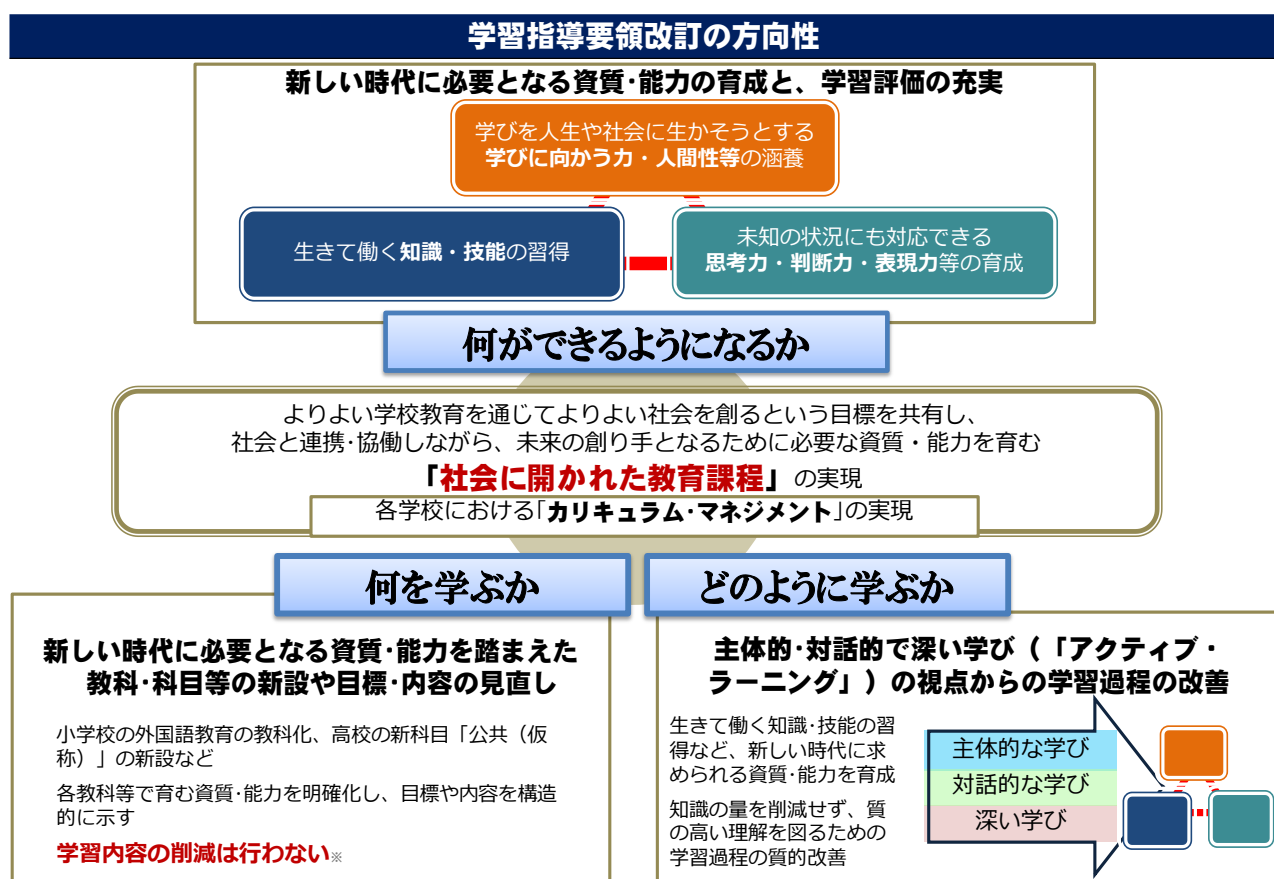 学習指導要領改訂の方向性
新しい時代に必要となる資質･能力の育成と、学習評価の充実
学びを人生や社会に生かそうとする
学びに向かう力・人間性等の涵養
生きて働く知識・技能の習得
未知の状況にも対応できる
思考力・判断力・表現力等の育成
何ができるようになるか
よりよい学校教育を通じてよりよい社会を創るという目標を共有し、
社会と連携･協働しながら、未来の創り手となるために必要な資質・能力を育む
「社会に開かれた教育課程」の実現
各学校における｢カリキュラム･マネジメント｣の実現
何を学ぶか
新しい時代に必要となる資質･能力を踏まえた
教科･科目等の新設や目標･内容の見直し
小学校の外国語教育の教科化、高校の新科目「公共（仮
称）」の新設など
各教科等で育む資質･能力を明確化し、目標や内容を構造
的に示す
学習内容の削減は行わない※
どのように学ぶか
主体的･対話的で深い学び（「アクティブ・
ラーニング」）の視点からの学習過程の改善
生きて働く知識･技能の習
得など、新しい時代に求
められる資質･能力を育成
知識の量を削減せず、質
の高い理解を図るための
学習過程の質的改善
主体的な学び
対話的な学び
深い学び